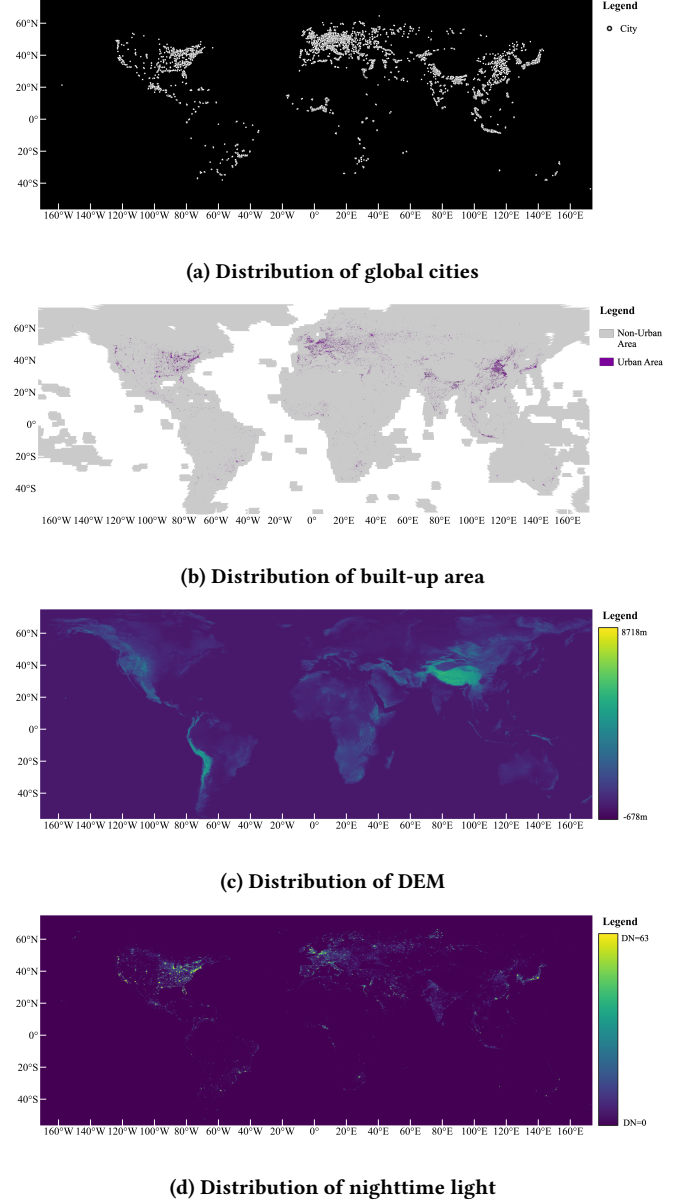 Legend
City
60°N
40°N
20°N
0°
20°S
40°S
160°W 140°W 120°W 100°W 80°W 60°W 40°W 20°W 0° 20°E 40°E 60°E 80°E 100°E 120°E 140°E 160°E
(a) Distribution of global cities
Legend
Non-Urban
Area
Urban Area
60°N
40°N
20°N
0°
20°S
40°S
160°W 140°W 120°W 100°W 80°W 60°W 40°W 20°W 0° 20°E 40°E 60°E 80°E 100°E 120°E 140°E 160°E
(b) Distribution of built-up area
Legend
8718m
-678m
60°N
40°N
20°N
0°
20°S
40°S
160°W 140°W 120°W 100°W 80°W 60°W 40°W 20°W 0° 20°E 40°E 60°E 80°E 100°E 120°E 140°E 160°E
(c) Distribution of DEM
Legend
DN=63
DN=0
60°N
40°N
20°N
0°
20°S
40°S
160°W 140°W 120°W 100°W 80°W 60°W 40°W 20°W 0° 20°E 40°E 60°E 80°E 100°E 120°E 140°E 160°E
(d) Distribution of nighttime light